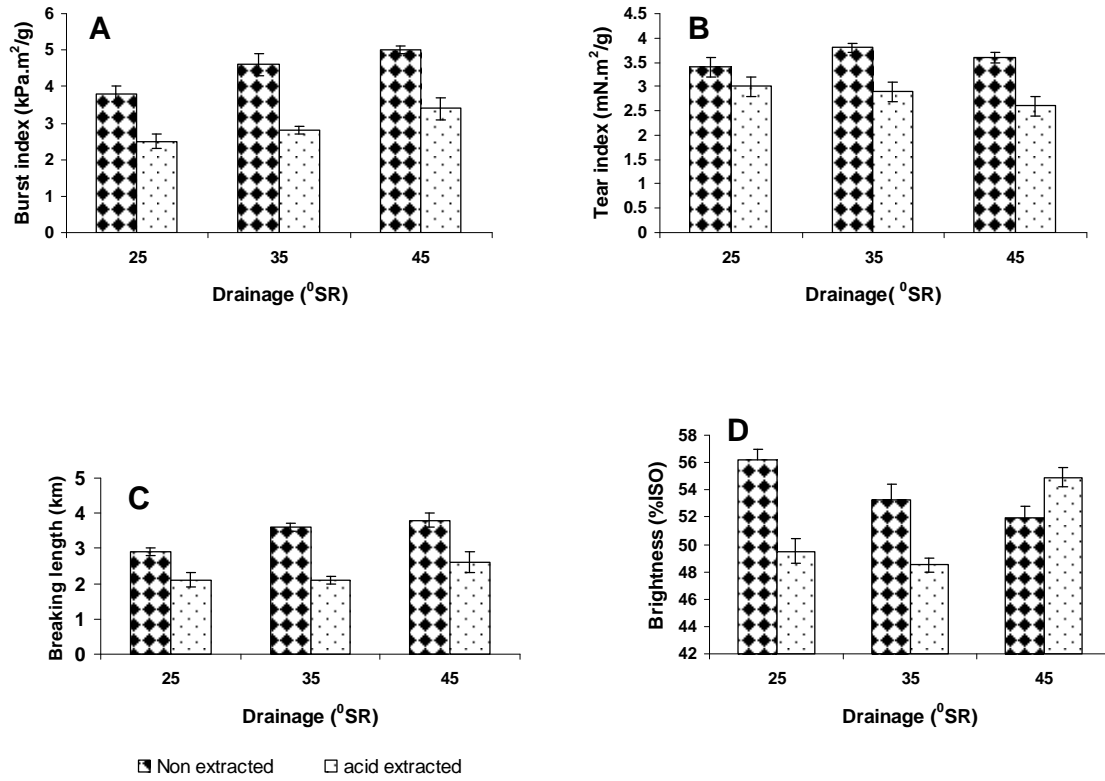 A
Burst index (kPa.m²/g)
6
5
4
3
2
1
0
25 35 45
Drainage (⁰SR)
B
Tear index (mN.m²/g)
4.5
4
3.5
3
2.5
2
1.5
1
0.5
0
25 35 45
Drainage( ⁰SR)
C
Breaking length (km)
5
4
3
2
1
0
25 35 45
Drainage (⁰SR)
D
Brightness (%ISO)
58
56
54
52
50
48
46
44
42
25 35 45
Drainage (⁰SR)
Non extracted acid extracted